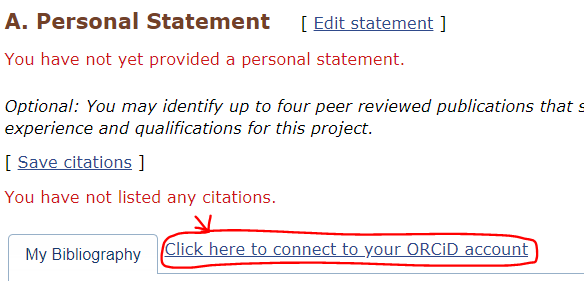 A. Personal Statement [ Edit statement ]
You have not yet provided a personal statement.
Optional: You may identify up to four peer reviewed publications that s
experience and qualifications for this project.
[ Save citations ]
You have not listed any citations.
My Bibliography Click here to connect to your ORCiD account